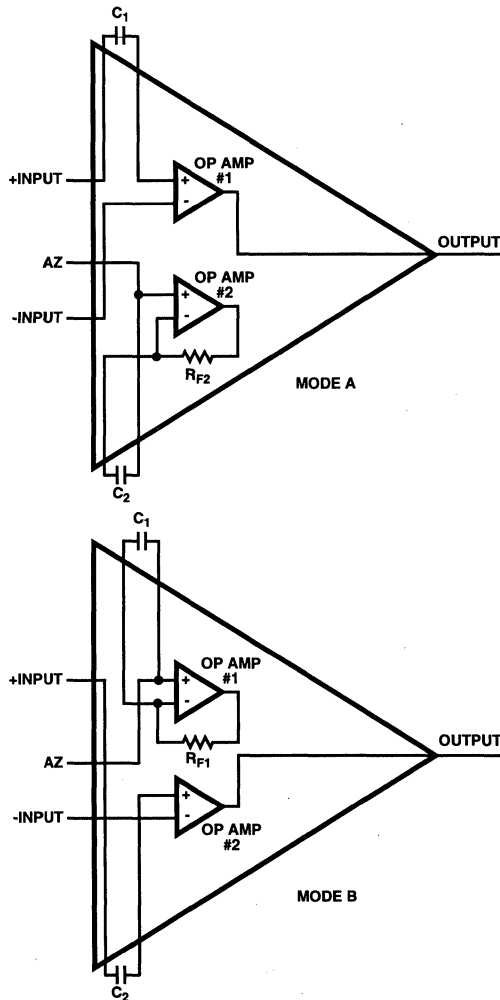 C1
+INPUT
OP AMP
#1
+
-
OUTPUT
AZ
OP AMP
#2
+
-
-INPUT
RF2
MODE A
C2
C1
+INPUT
OP AMP
#1
+
-
RF1
OUTPUT
AZ
+
-
-INPUT
OP AMP
#2
MODE B
C2